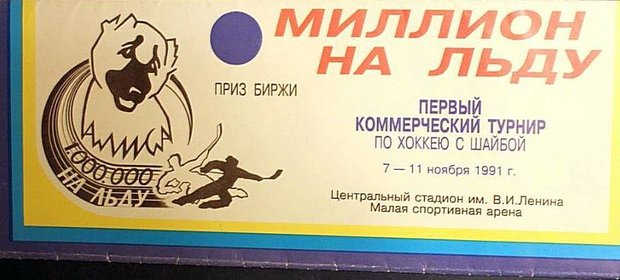 МИЛЛИОН
НА ЛЬДУ
ПРИЗ БИРЖИ
АЛИСА
1.000.000
НА ЛЬДУ
ПЕРВЫЙ
КОММЕРЧЕСКИЙ ТУРНИР
ПО ХОККЕЮ С ШАЙБОЙ
7 — 11 ноября 1991 г.
Центральный стадион им. В.И.Ленина
Малая спортивная арена